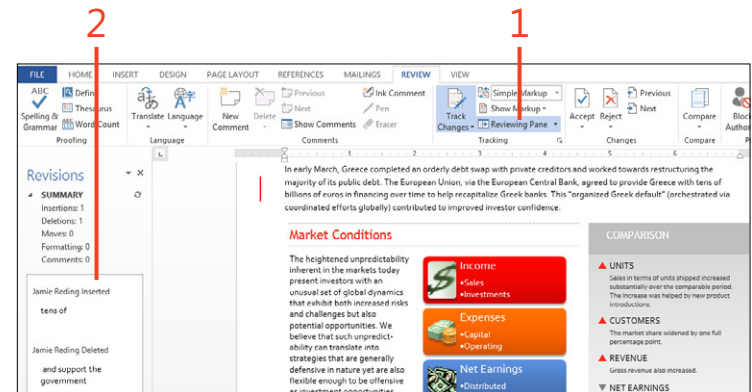 2
1
FILE HOME INSERT DESIGN PAGE LAYOUT REFERENCES MAILINGS REVIEW VIEW
ABC
Spelling & Grammar
Define
Thesaurus
Word Count
Proofing
Translate Language
Language
New Comment
Delete
Previous
Next
Show Comments
Ink Comment
Pen
Eraser
Comments
Track Changes
Simple Markup
Show Markup
Reviewing Pane
Tracking
Accept Reject
Previous
Next
Changes
Compare
Compare
Block
1 2 3 4 5 6
Revisions
SUMMARY
Insertions: 1
Deletions: 1
Moves: 0
Formatting: 0
Comments: 0
Jamie Reding Inserted
tens of
Jamie Reding Deleted
and support the
government
In early March, Greece completed an orderly debt swap with private creditors and worked towards restructuring the
majority of its public debt. The European Union, via the European Central Bank, agreed to provide Greece with tens of
billions of euros in financing over time to help recapitalize Greek banks. This "organized Greek default" (orchestrated via
coordinated efforts globally) contributed to improved investor confidence.
Market Conditions
The heightened unpredictability
inherent in the markets today
present investors with an
unusual set of global dynamics
that exhibit both increased risks
and challenges but also
potential opportunities. We
believe that such unpredict-
ability can translate into
strategies that are generally
defensive in nature yet are also
flexible enough to be offensive
as investment opportunities
Income
•Sales
•Investments
Expenses
•Capital
•Operating
Net Earnings
•Distributed
COMPARISON
UNITS
Sales in terms of units shipped increased
substantially over the comparable period.
The increase was helped by new product
introductions.
CUSTOMERS
The market share widened by one full
percentage point.
REVENUE
Gross revenue also increased.
NET EARNINGS